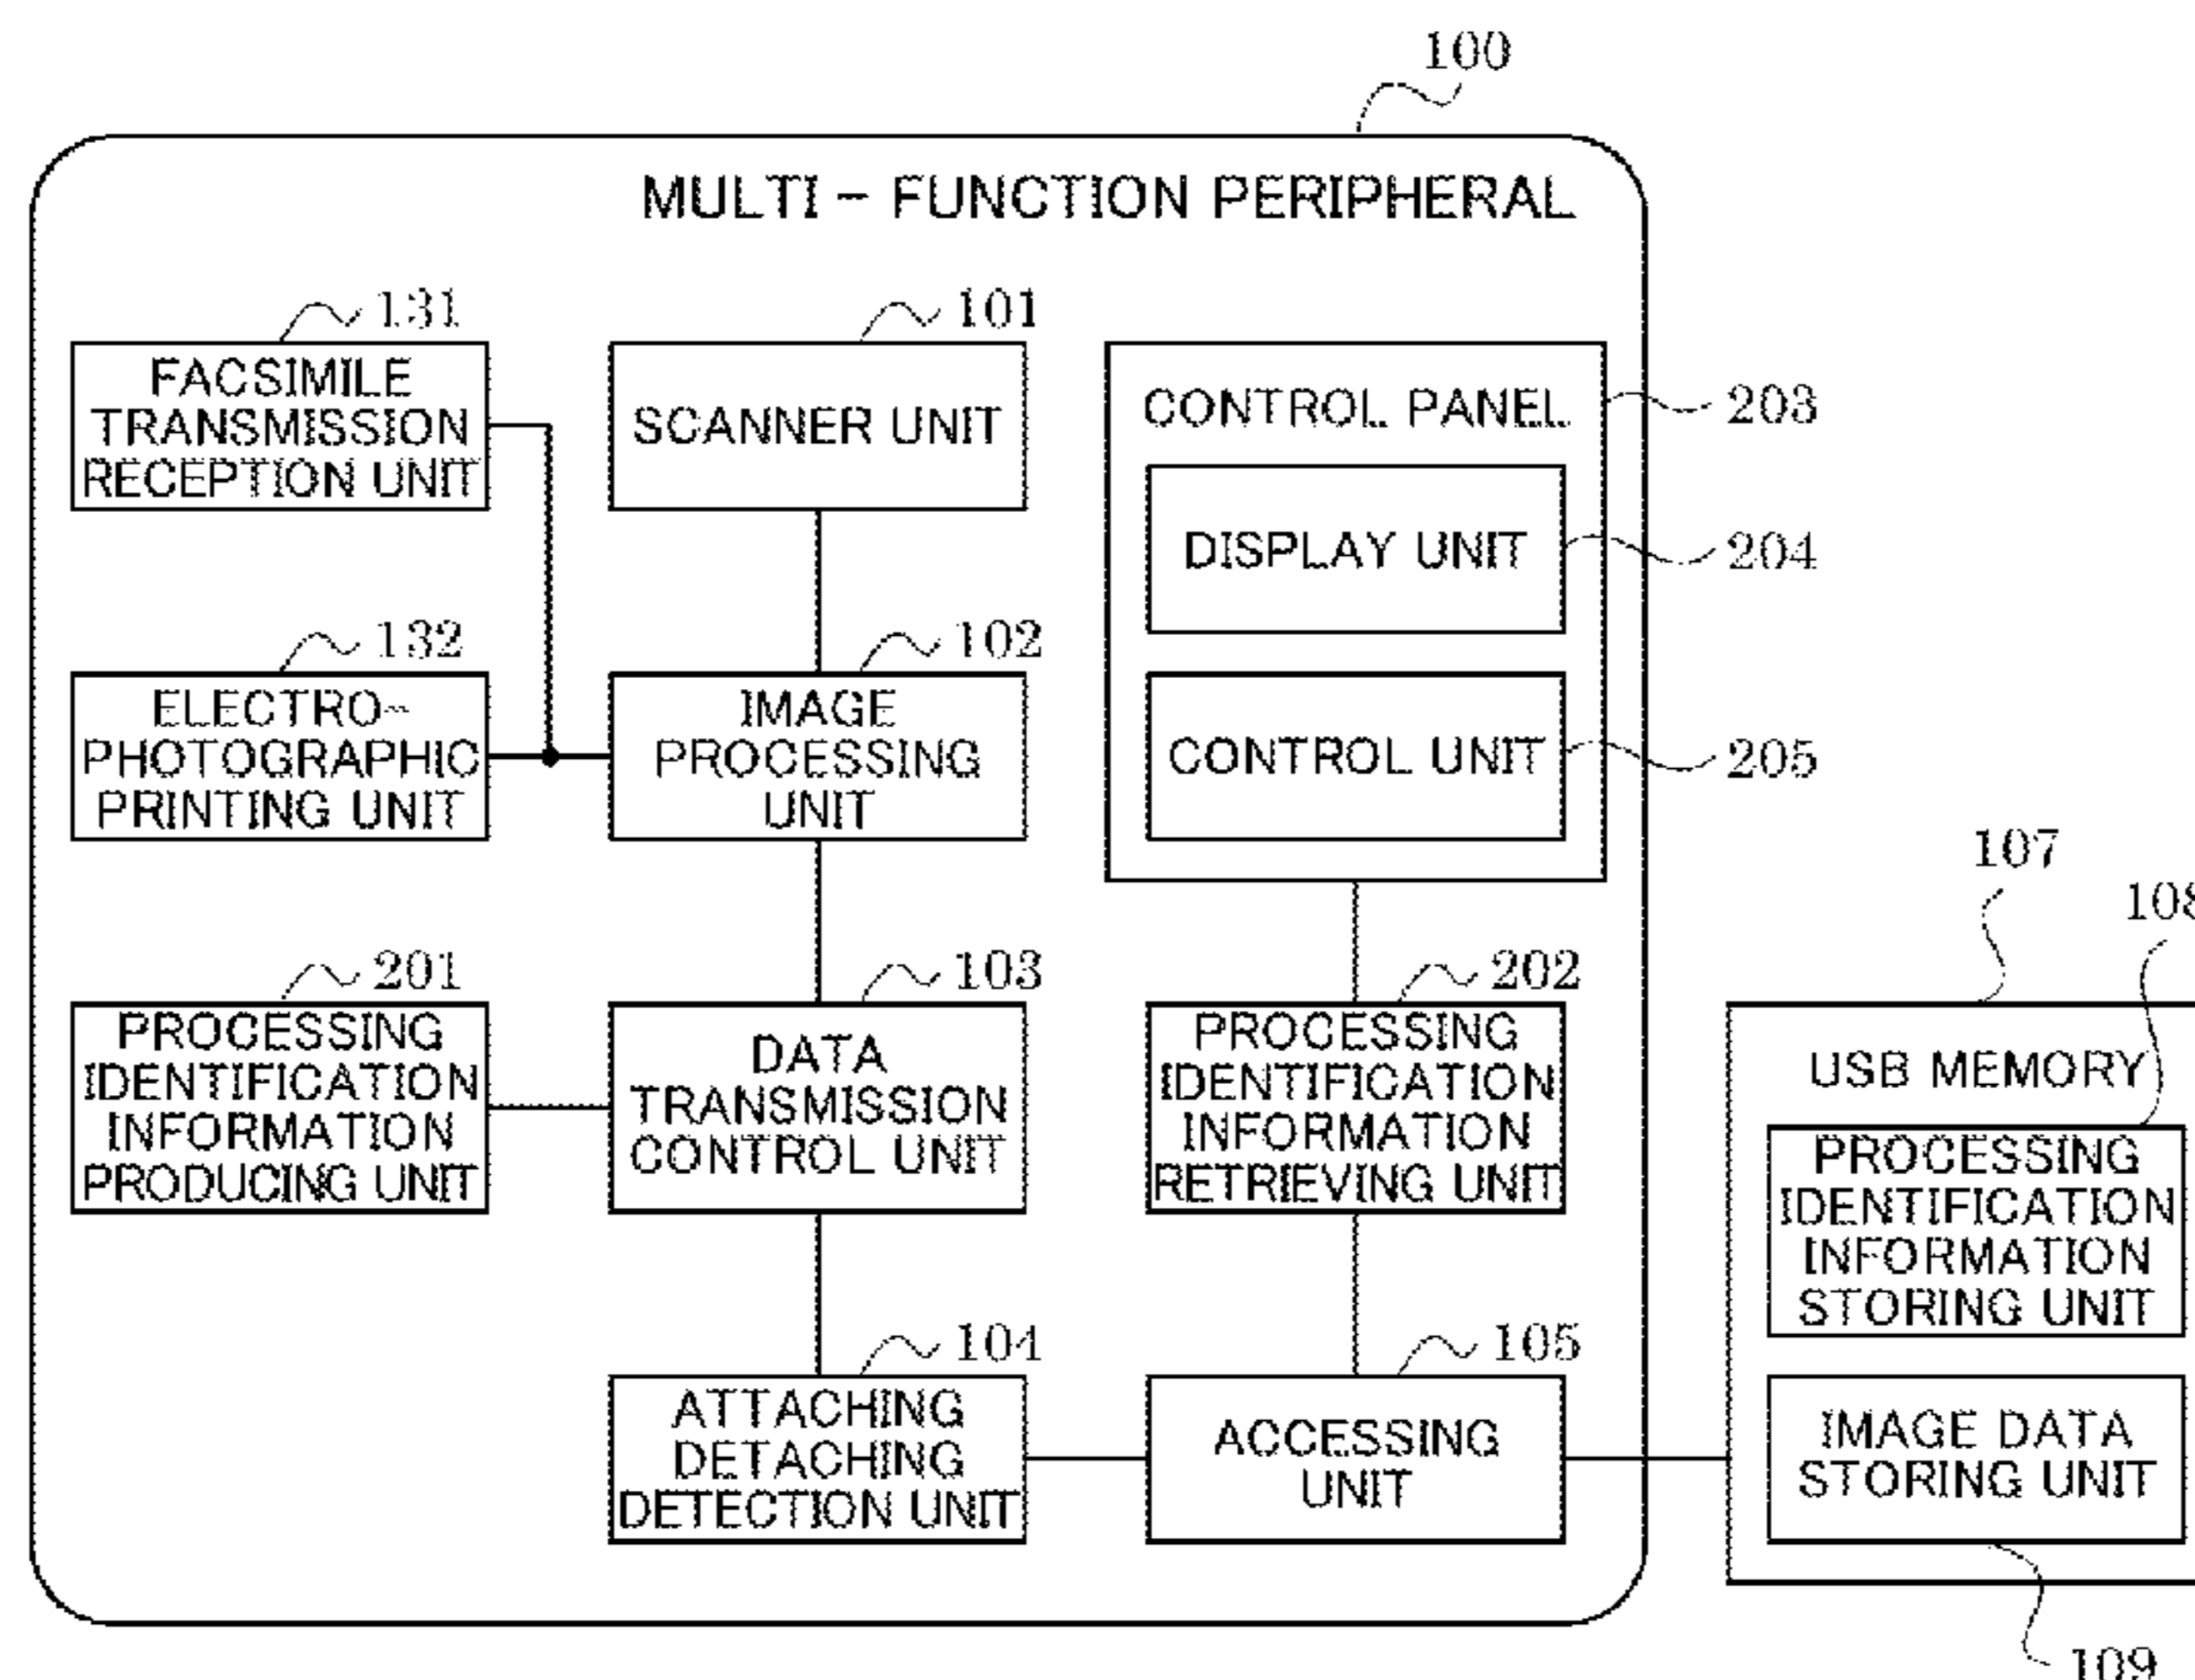 100
MULTI - FUNCTION PERIPHERAL
131
FACSIMILE
TRANSMISSION
RECEPTION UNIT
101
SCANNER UNIT
CONTROL PANEL
203
DISPLAY UNIT
204
CONTROL UNIT
205
132
ELECTRO-
PHOTOGRAPHIC
PRINTING UNIT
102
IMAGE
PROCESSING
UNIT
201
PROCESSING
IDENTIFICATION
INFORMATION
PRODUCING UNIT
103
DATA
TRANSMISSION
CONTROL UNIT
202
PROCESSING
IDENTIFICATION
INFORMATION
RETRIEVING UNIT
104
ATTACHING
DETACHING
DETECTION UNIT
105
ACCESSING
UNIT
107
108
USB MEMORY
PROCESSING
IDENTIFICATION
INFORMATION
STORING UNIT
IMAGE DATA
STORING UNIT
109